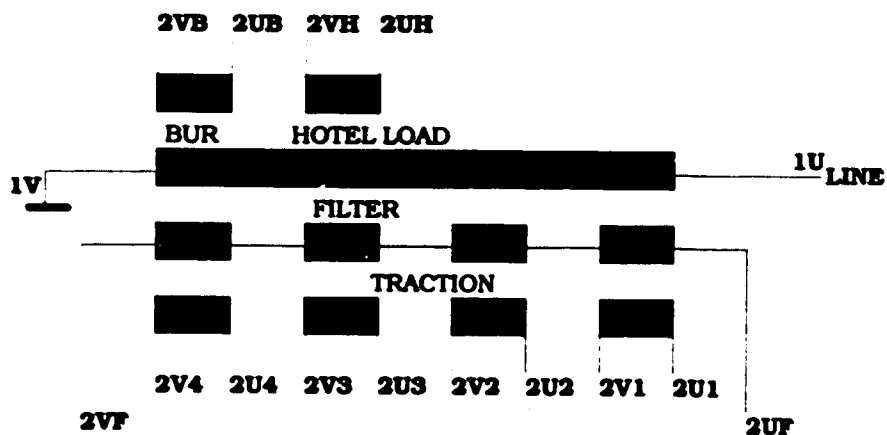 2VB 2UB 2VH 2UH
BUR HOTEL LOAD
1V
1U LINE
FILTER
TRACTION
2V4 2U4 2V3 2U3 2V2 2U2 2V1 2U1
2VF 2UF